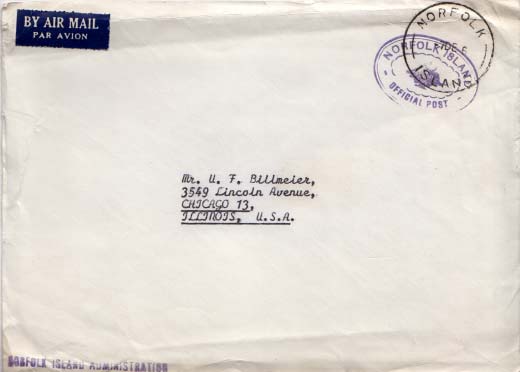 BY AIR MAIL
PAR AVION
NORFOLK
ISLAND
NORFOLK ISLAND
OFFICIAL POST
Mr. U. F. Billmeier,
3549 Lincoln Avenue,
CHICAGO 13,
ILLINOIS, U.S.A.
NORFOLK ISLAND ADMINISTRATION